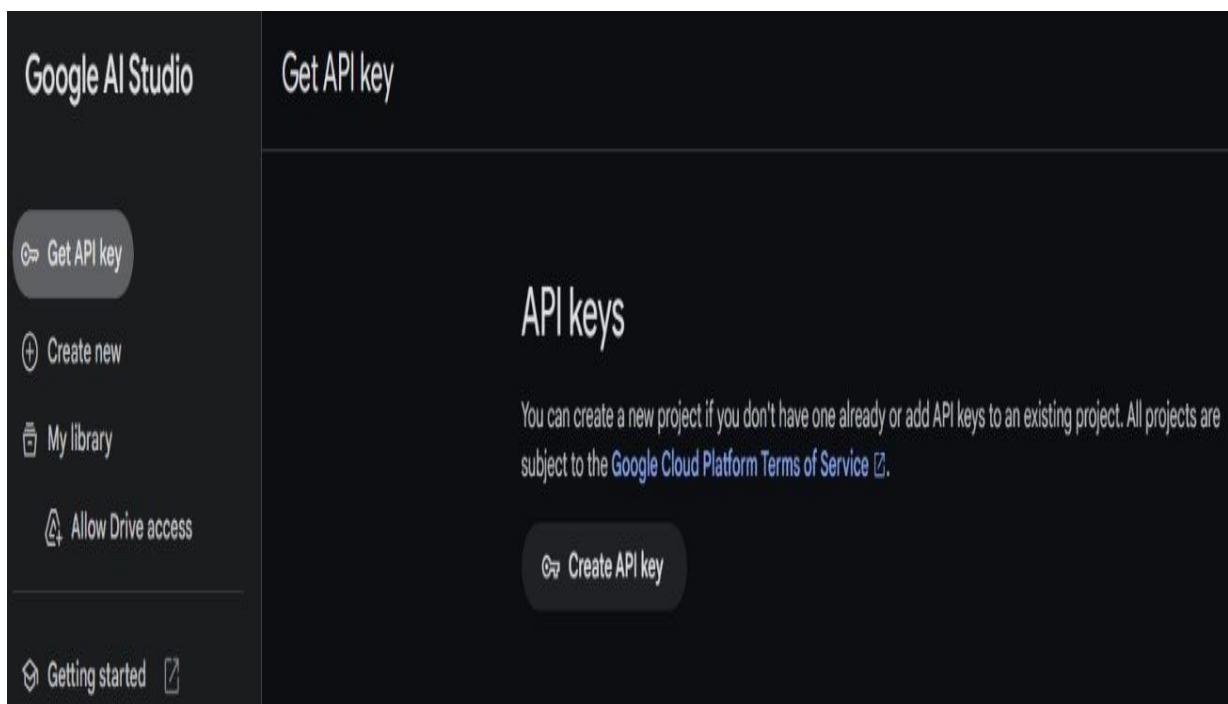 Google AI Studio
Get API key
Get API key
Create new
My library
Allow Drive access
Getting started
API keys
You can create a new project if you don't have one already or add API keys to an existing project. All projects are
subject to the Google Cloud Platform Terms of Service.
Create API key